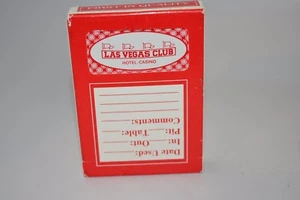 LAS VEGAS CLUB
HOTEL CASINO
Date Used:
In: Out:
Pit: Table:
Comments: